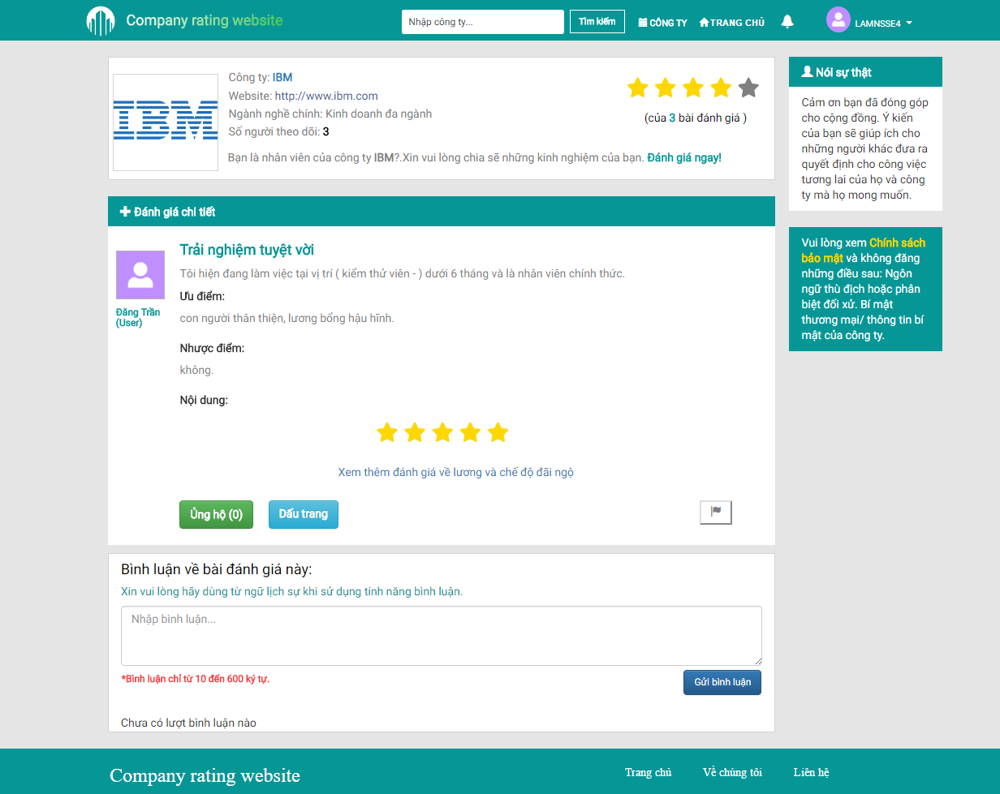 Company rating website
Nhập công ty...
Tìm kiếm
CÔNG TY
TRANG CHỦ
LAMNSSE4
IBM
Công ty: IBM
Website: http://www.ibm.com
Ngành nghề chính: Kinh doanh đa ngành
Số người theo dõi: 3
(của 3 bài đánh giá )
Bạn là nhân viên của công ty IBM?.Xin vui lòng chia sẽ những kinh nghiệm của bạn. Đánh giá ngay!
Nói sự thật
Cảm ơn bạn đã đóng góp
cho cộng đồng. Ý kiến
của bạn sẽ giúp ích cho
những người khác đưa ra
quyết định cho công việc
tương lai của họ và công
ty mà họ mong muốn.
Vui lòng xem Chính sách
bảo mật và không đăng
những điều sau: Ngôn
ngữ thù địch hoặc phân
biệt đối xử. Bí mật
thương mại/ thông tin bí
mật của công ty.
Đánh giá chi tiết
Trải nghiệm tuyệt vời
Đăng Trần
(User)
Tôi hiện đang làm việc tại vị trí ( kiểm thử viên - ) dưới 6 tháng và là nhân viên chính thức.
Ưu điểm:
con người thân thiện, lương bổng hậu hĩnh.
Nhược điểm:
không.
Nội dung:
Xem thêm đánh giá về lương và chế độ đãi ngộ
Ủng hộ (0)
Dấu trang
Bình luận về bài đánh giá này:
Xin vui lòng hãy dùng từ ngữ lịch sự khi sử dụng tính năng bình luận.
Nhập bình luận...
*Bình luận chỉ từ 10 đến 600 ký tự.
Gửi bình luận
Chưa có lượt bình luận nào
Company rating website
Trang chủ
Về chúng tôi
Liên hệ